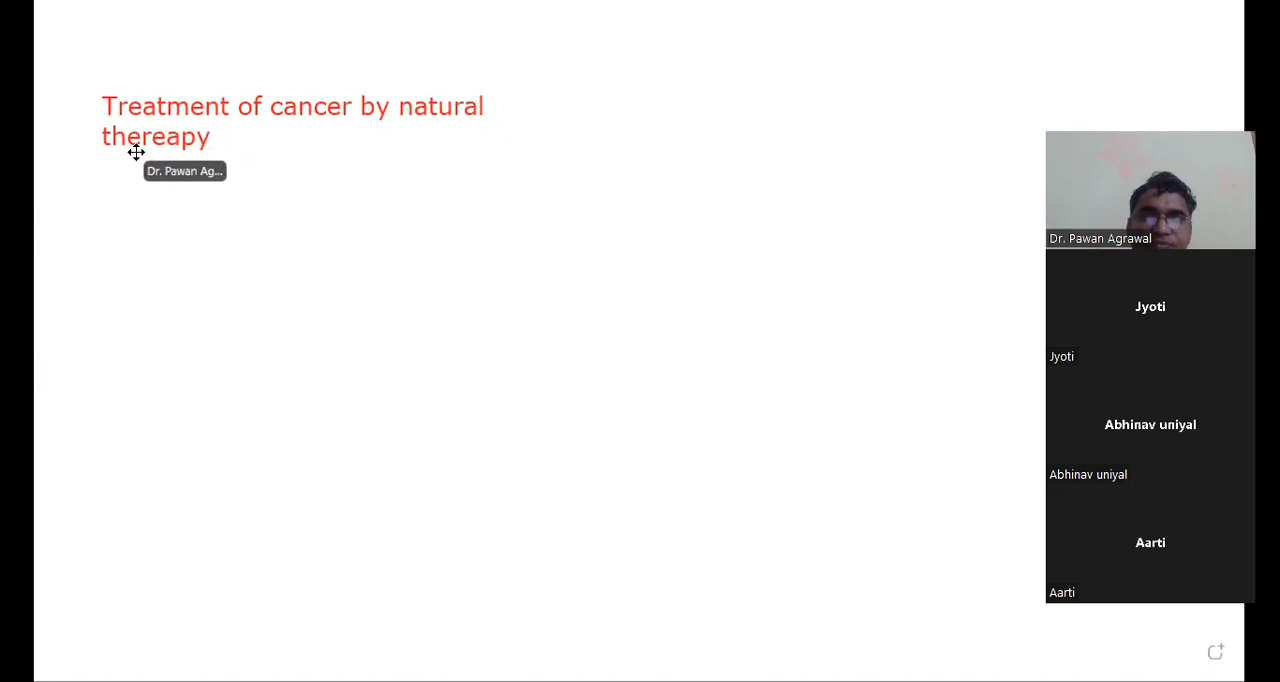 Treatment of cancer by natural
thereapy
Dr. Pawan Ag...
Dr. Pawan Agrawal
Jyoti
Jyoti
Abhinav uniyal
Abhinav uniyal
Aarti
Aarti